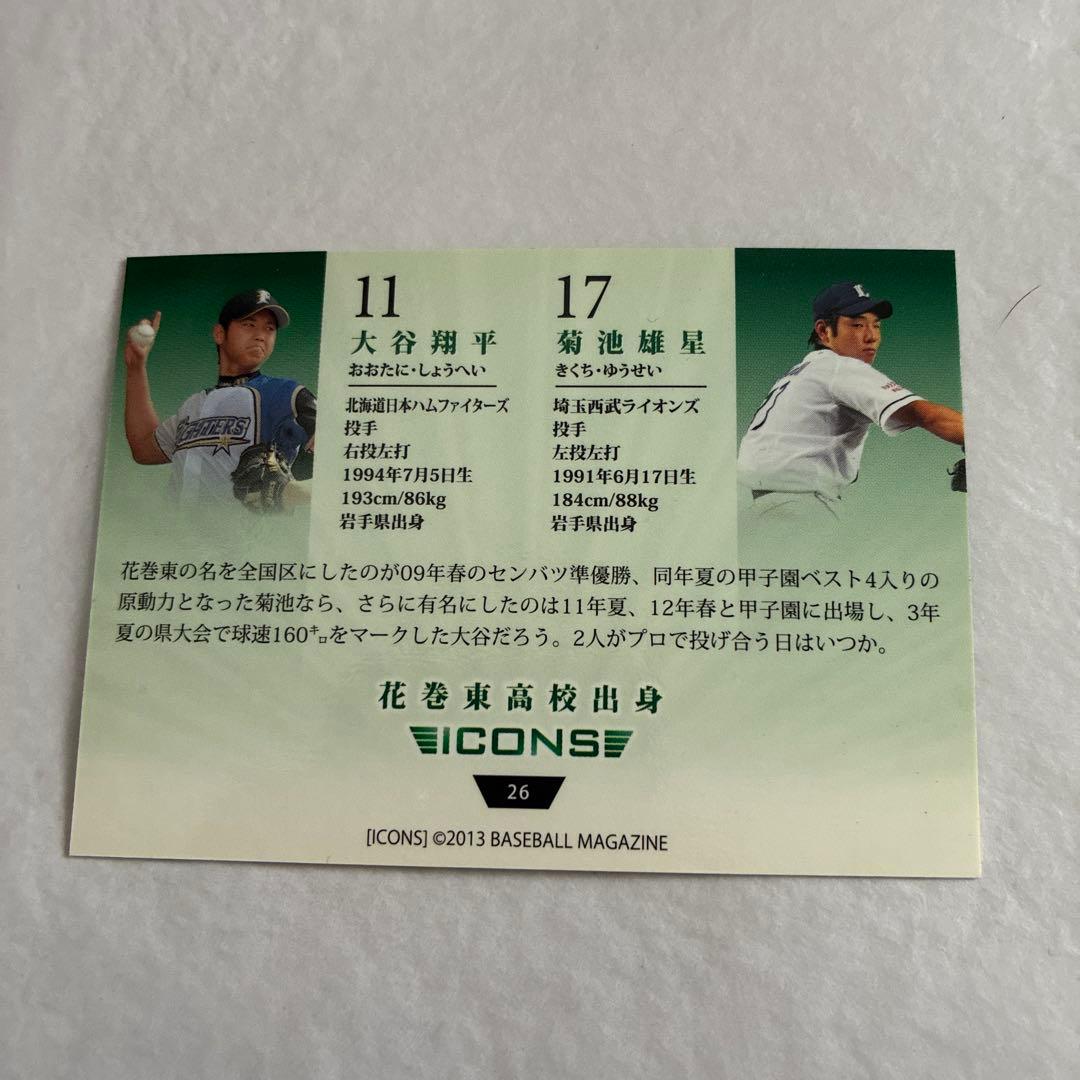 11
大谷翔平
おおたに・しょうへい
北海道日本ハムファイターズ
投手
右投左打
1994年7月5日生
193cm/86kg
岩手県出身
17
菊池雄星
きくち・ゆうせい
埼玉西武ライオンズ
投手
左投左打
1991年6月17日生
184cm/88kg
岩手県出身
花巻東の名を全国区にしたのが09年春のセンバツ準優勝、同年夏の甲子園ベスト4入りの
原動力となった菊池なら、さらに有名にしたのは11年夏、12年春と甲子園に出場し、3年
夏の県大会で球速160㌔をマークした大谷だろう。2人がプロで投げ合う日はいつか。
花巻東高校出身
ICONS
26
[ICONS] ©2013 BASEBALL MAGAZINE